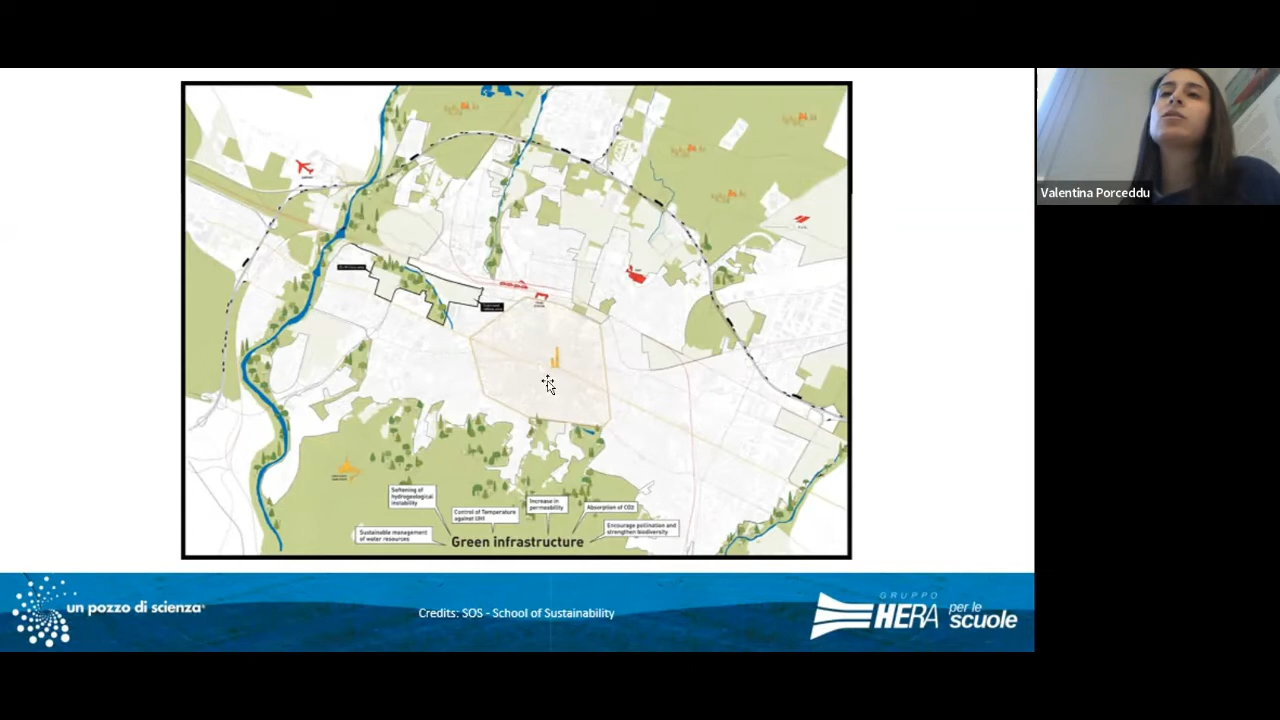 Valentina Porceddu
Softening of
hydrogeological
instability
Control of Temperature
against UHI
Increase in
permeability
Absorption of CO2
Sustainable management
of water resources
Encourage pollination and
strengthen biodiversity
Green infrastructure
un pozzo di scienza
Credits: SOS - School of Sustainability
GRUPPO
HERA
per le
scuole